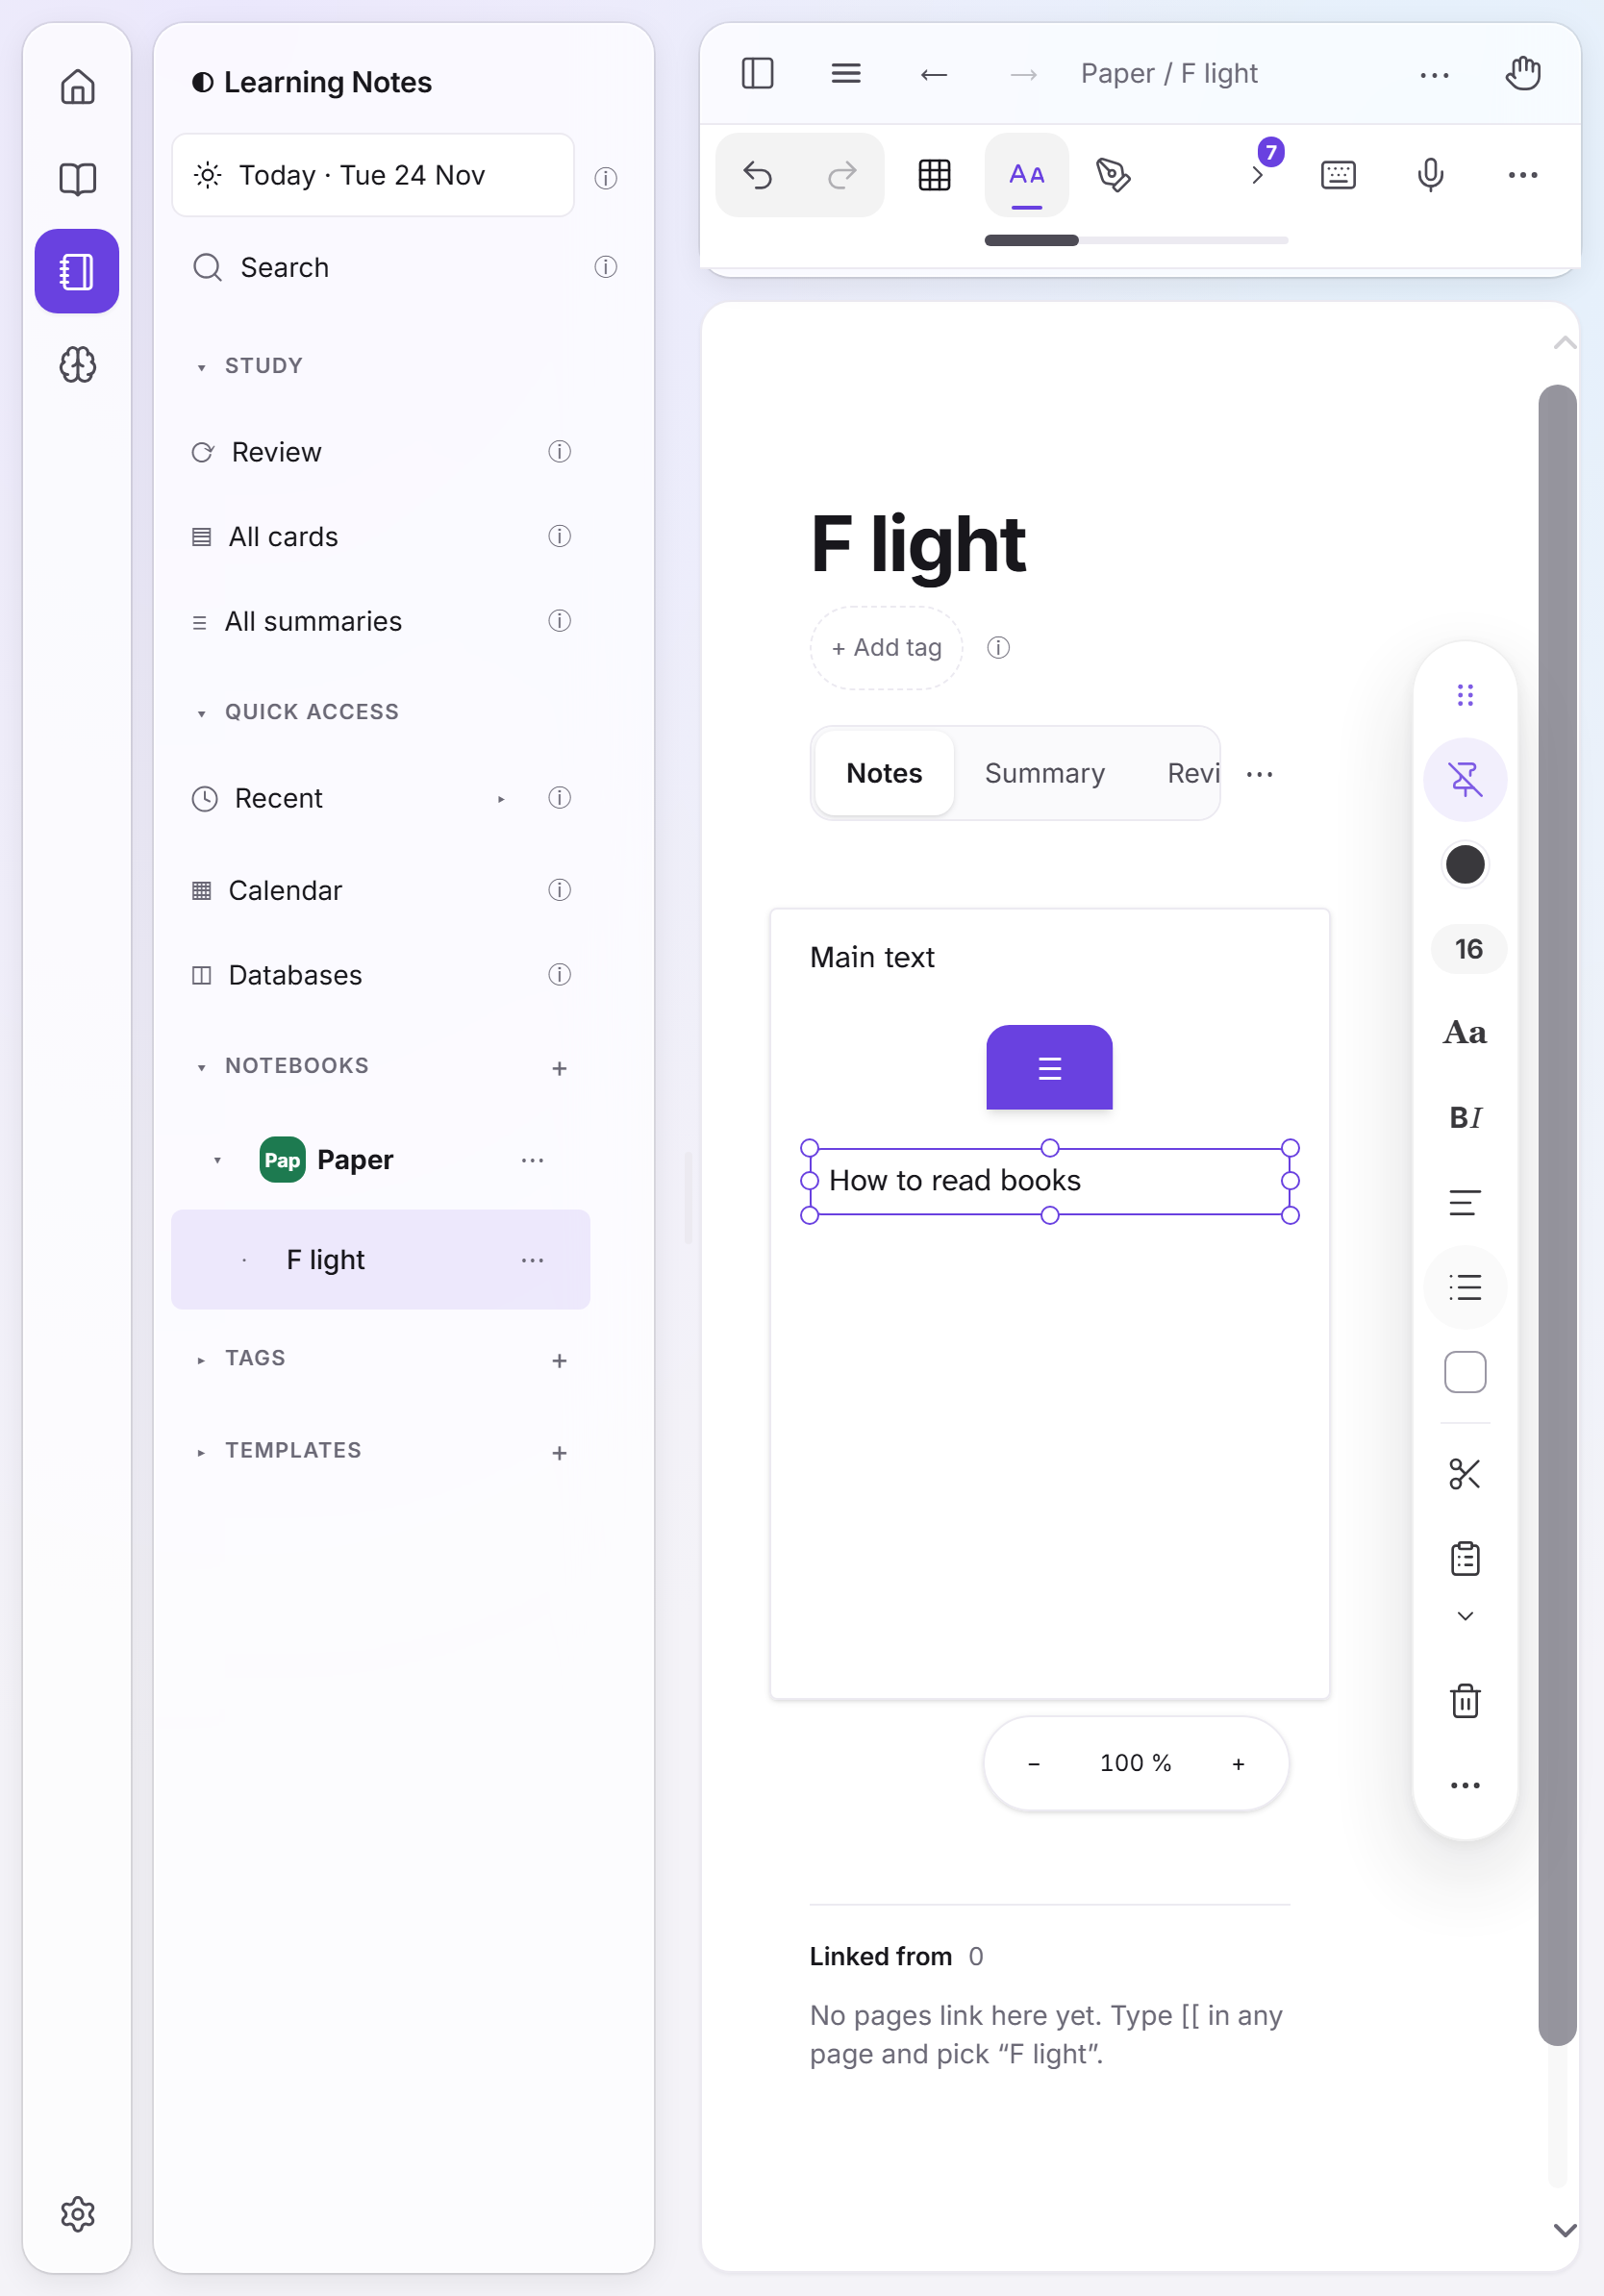 Learning Notes
Today · Tue 24 Nov
Search
STUDY
Review
All cards
All summaries
QUICK ACCESS
Recent
Calendar
Databases
NOTEBOOKS
Pap Paper
F light
TAGS
TEMPLATES
Paper / F light
7
F light
+ Add tag
Notes Summary Revi
Main text
How to read books
16
Aa
BI
100 %
Linked from 0
No pages link here yet. Type [[ in any
page and pick “F light”.